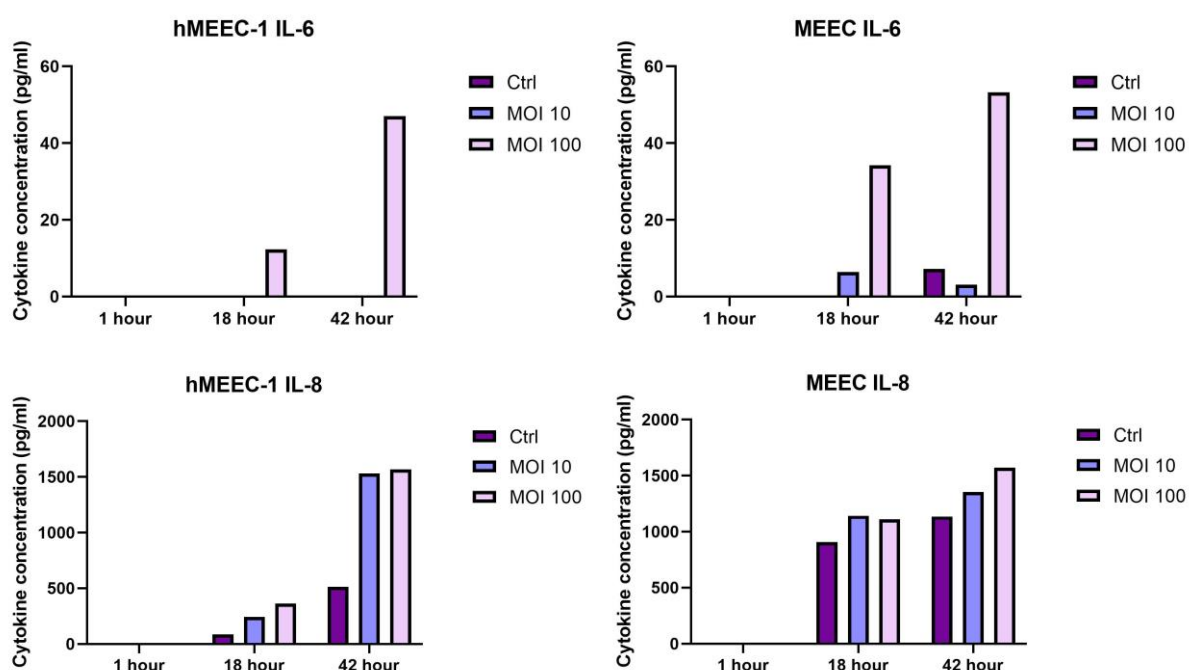 hMEEC-1 IL-6
Cytokine concentration (pg/ml)
60
40
20
0
1 hour
18 hour
42 hour
Ctrl
MOI 10
MOI 100
MEEC IL-6
Cytokine concentration (pg/ml)
60
40
20
0
1 hour
18 hour
42 hour
Ctrl
MOI 10
MOI 100
hMEEC-1 IL-8
Cytokine concentration (pg/ml)
2000
1500
1000
500
0
1 hour
18 hour
42 hour
Ctrl
MOI 10
MOI 100
MEEC IL-8
Cytokine concentration (pg/ml)
2000
1500
1000
500
0
1 hour
18 hour
42 hour
Ctrl
MOI 10
MOI 100